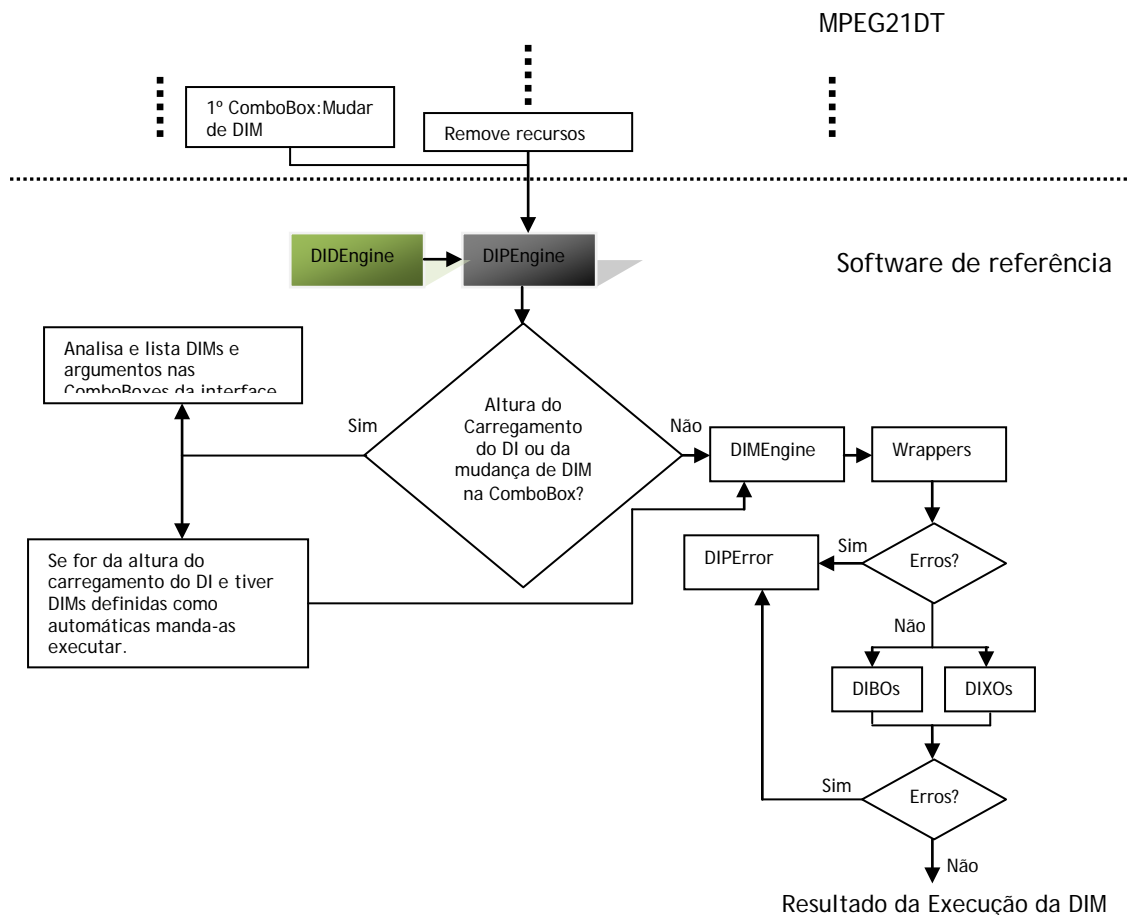 MPEG21DT
1º ComboBox:Mudar
de DIM
Remove recursos
DIDEngine
DIPEngine
Software de referência
Analisa e lista DIMs e
argumentos nas
ComboBoxes da interface
Sim
Altura do
Carregamento
do DI ou da
mudança de DIM
na ComboBox?
Não
DIMEngine
Wrappers
Se for da altura do
carregamento do DI e tiver
DIMs definidas como
automáticas manda-as
executar.
DIPError
Sim
Erros?
Não
DIBOs
DIXOs
Sim
Erros?
Não
Resultado da Execução da DIM